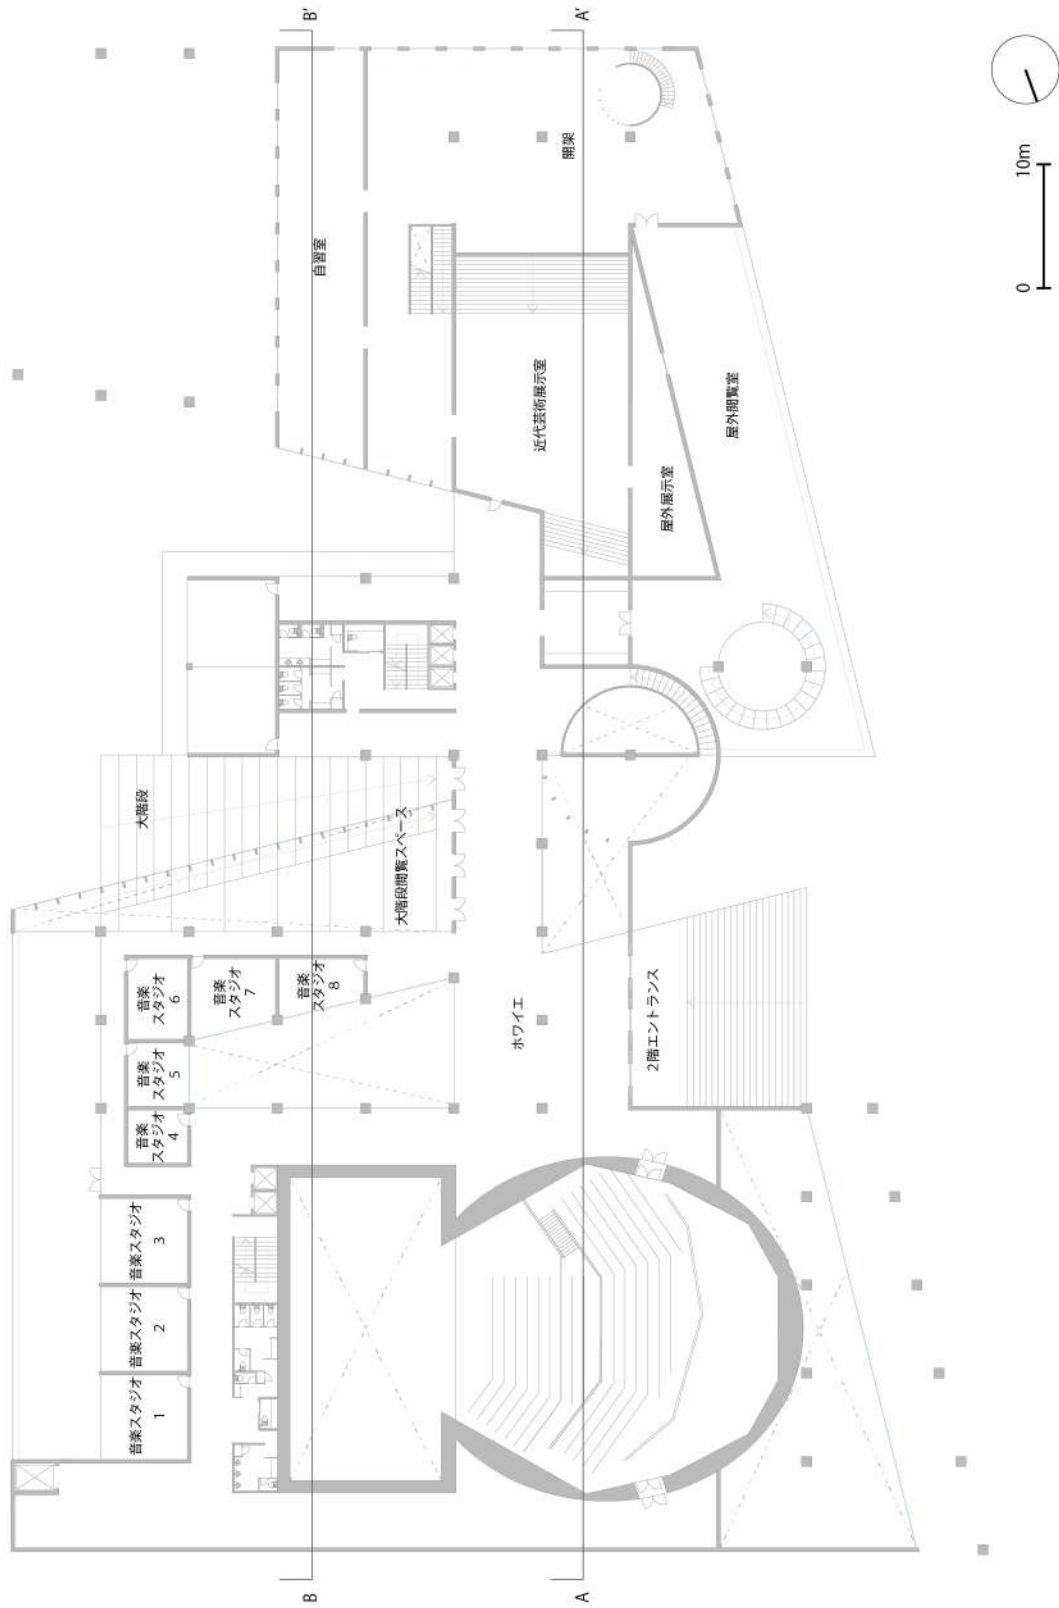 B'
A'
自習室
開架
10m
0
近代芸術展示室
屋外展示室
屋外閲覧室
大階段
大階段閲覧スペース
音楽
スタジオ
6
音楽
スタジオ
7
音楽
スタジオ
8
音楽
スタジオ
5
音楽
スタジオ
4
ホワイエ
2階エントランス
音楽スタジオ
3
音楽スタジオ
2
音楽スタジオ
1
B
A